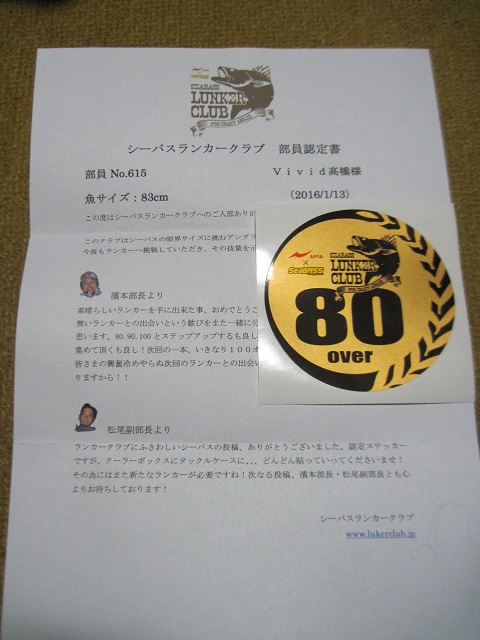 SEABASS
LUNKER
CLUB
FOR CRAZY ANGLER
シーバスランカークラブ 部員認定書
部員 No.615 Vivid高橋様
魚サイズ：83cm （2016/1/13）
この度はシーバスランカークラブへのご入部ありが
このクラブはシーバスの限界サイズに挑むアングラ
今後もランカーへ挑戦していただき、その技量を示
濱本部長より
素晴らしいランカーを手に出来た事、おめでとうご
無いランカーとの出会いという歓びをまた一緒に分
思います。80.90.100とステップアップするも良し
集めて頂くも良し！次回の一本、いきなり１００オ
皆さまの興奮冷めやらぬ次回のランカーとの出会い
りますから！！
APIA
×
SeaBASS
SEABASS
LUNKER
CLUB
FOR CRAZY ANGLER
80
over
松尾副部長より
ランカークラブにふさわしいシーバスの投稿、ありがとうございました。認定ステッカー
ですが、クーラーボックスにタックルケースに、、、どんどん貼っていってくださいませ！
その為にはまた新たなランカーが必要ですね！次なる投稿、濱本部長・松尾副部長とも心
よりお待ちしております！
シーバスランカークラブ
www.lukerclub.jp